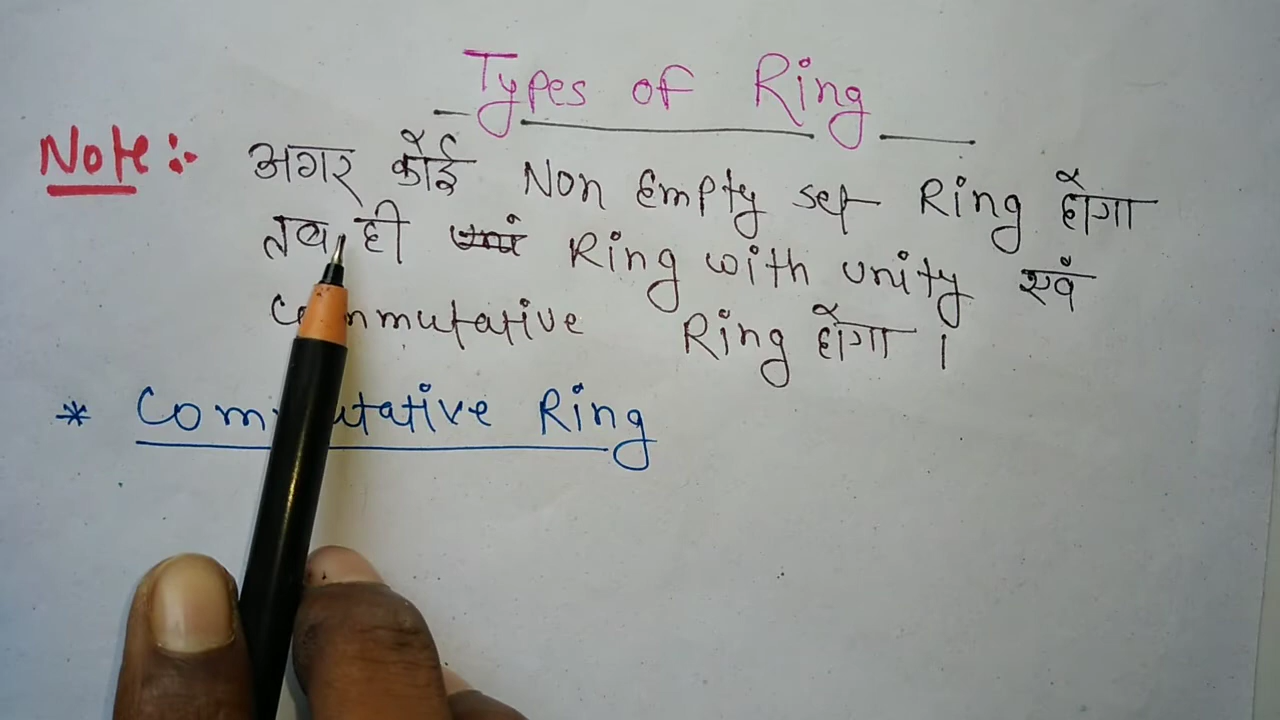 Types of Ring
Note:- अगर कोई Non Empty set Ring होगा
तब ही Ring with unity एवं
Commutative Ring होगा ।
* Commutative Ring